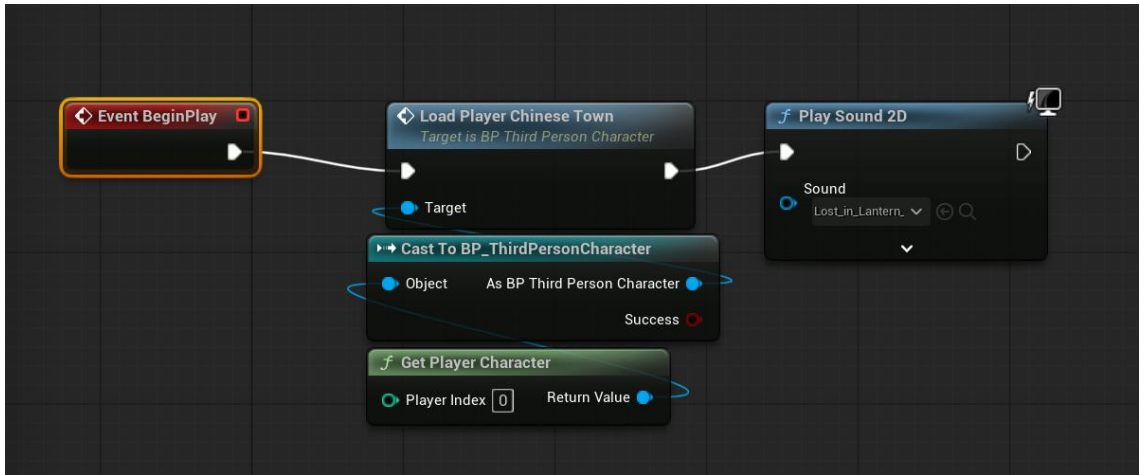 Event BeginPlay
Load Player Chinese Town
Target is BP Third Person Character
Target
f Play Sound 2D
Sound
Lost_in_Lantern_
Cast To BP_ThirdPersonCharacter
Object As BP Third Person Character
Success
f Get Player Character
Player Index 0 Return Value